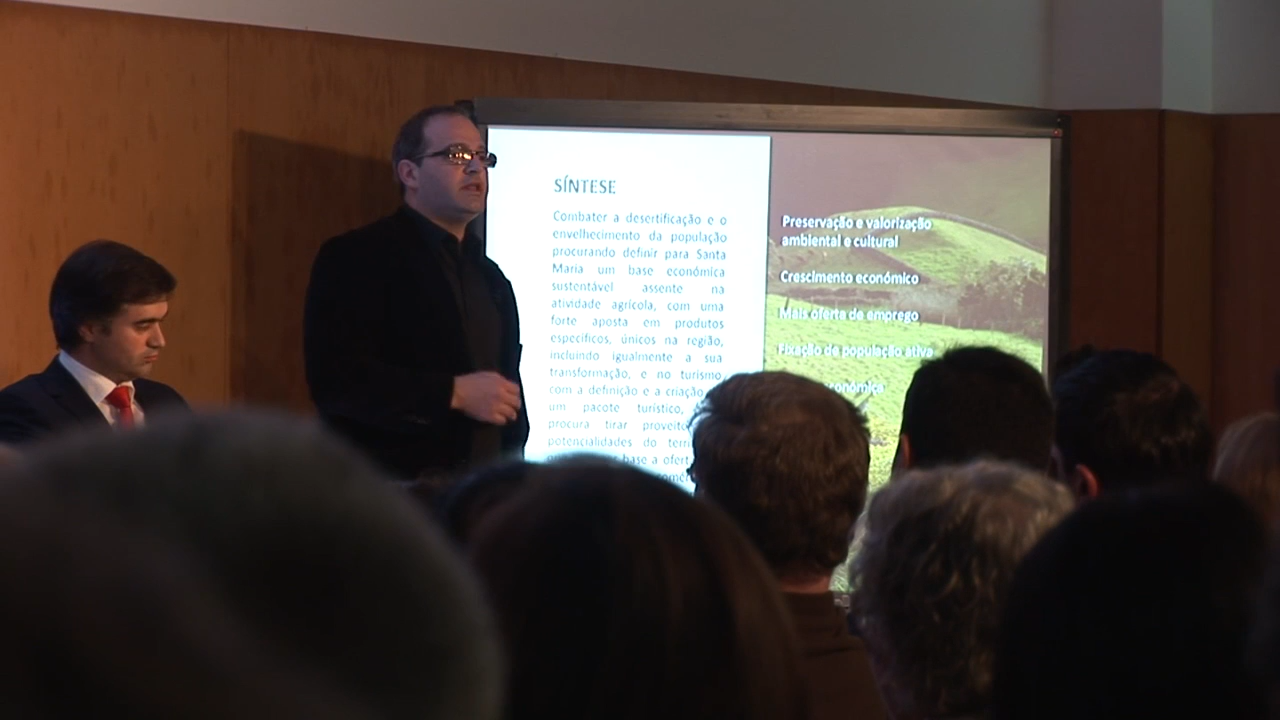 SÍNTESE
Combater a desertificação e o
envelhecimento da população
procurando definir para Santa
Maria um base económica
sustentável assente na
atividade agrícola, com uma
forte aposta em produtos
específicos, únicos na região,
incluindo igualmente a sua
transformação, e no turismo
com a definição e a criação
um pacote turístico,
procura tirar proveito
potencialidades do
base a
Preservação e valorização
ambiental e cultural
Crescimento económico
Mais oferta de emprego
Fixação de população ativa
económica